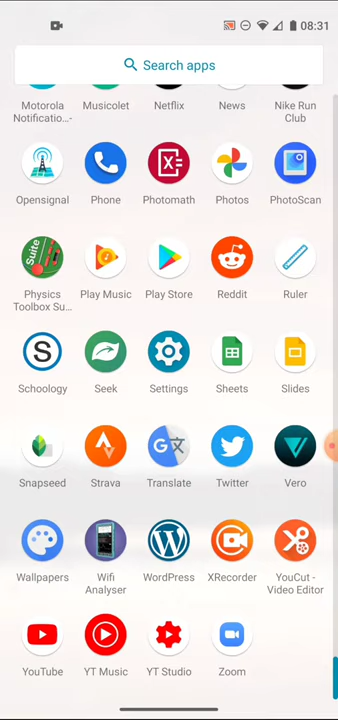 08:31
Search apps
Motorola Notificatio...- Musicolet Netflix News Nike Run Club
Opensignal Phone Photomath Photos PhotoScan
Suite
Physics Toolbox Su... Play Music Play Store Reddit Ruler
S
Schoology Seek Settings Sheets Slides
Snapseed Strava Translate Twitter Vero
Wallpapers Wifi Analyser WordPress XRecorder YouCut - Video Editor
YouTube YT Music YT Studio Zoom